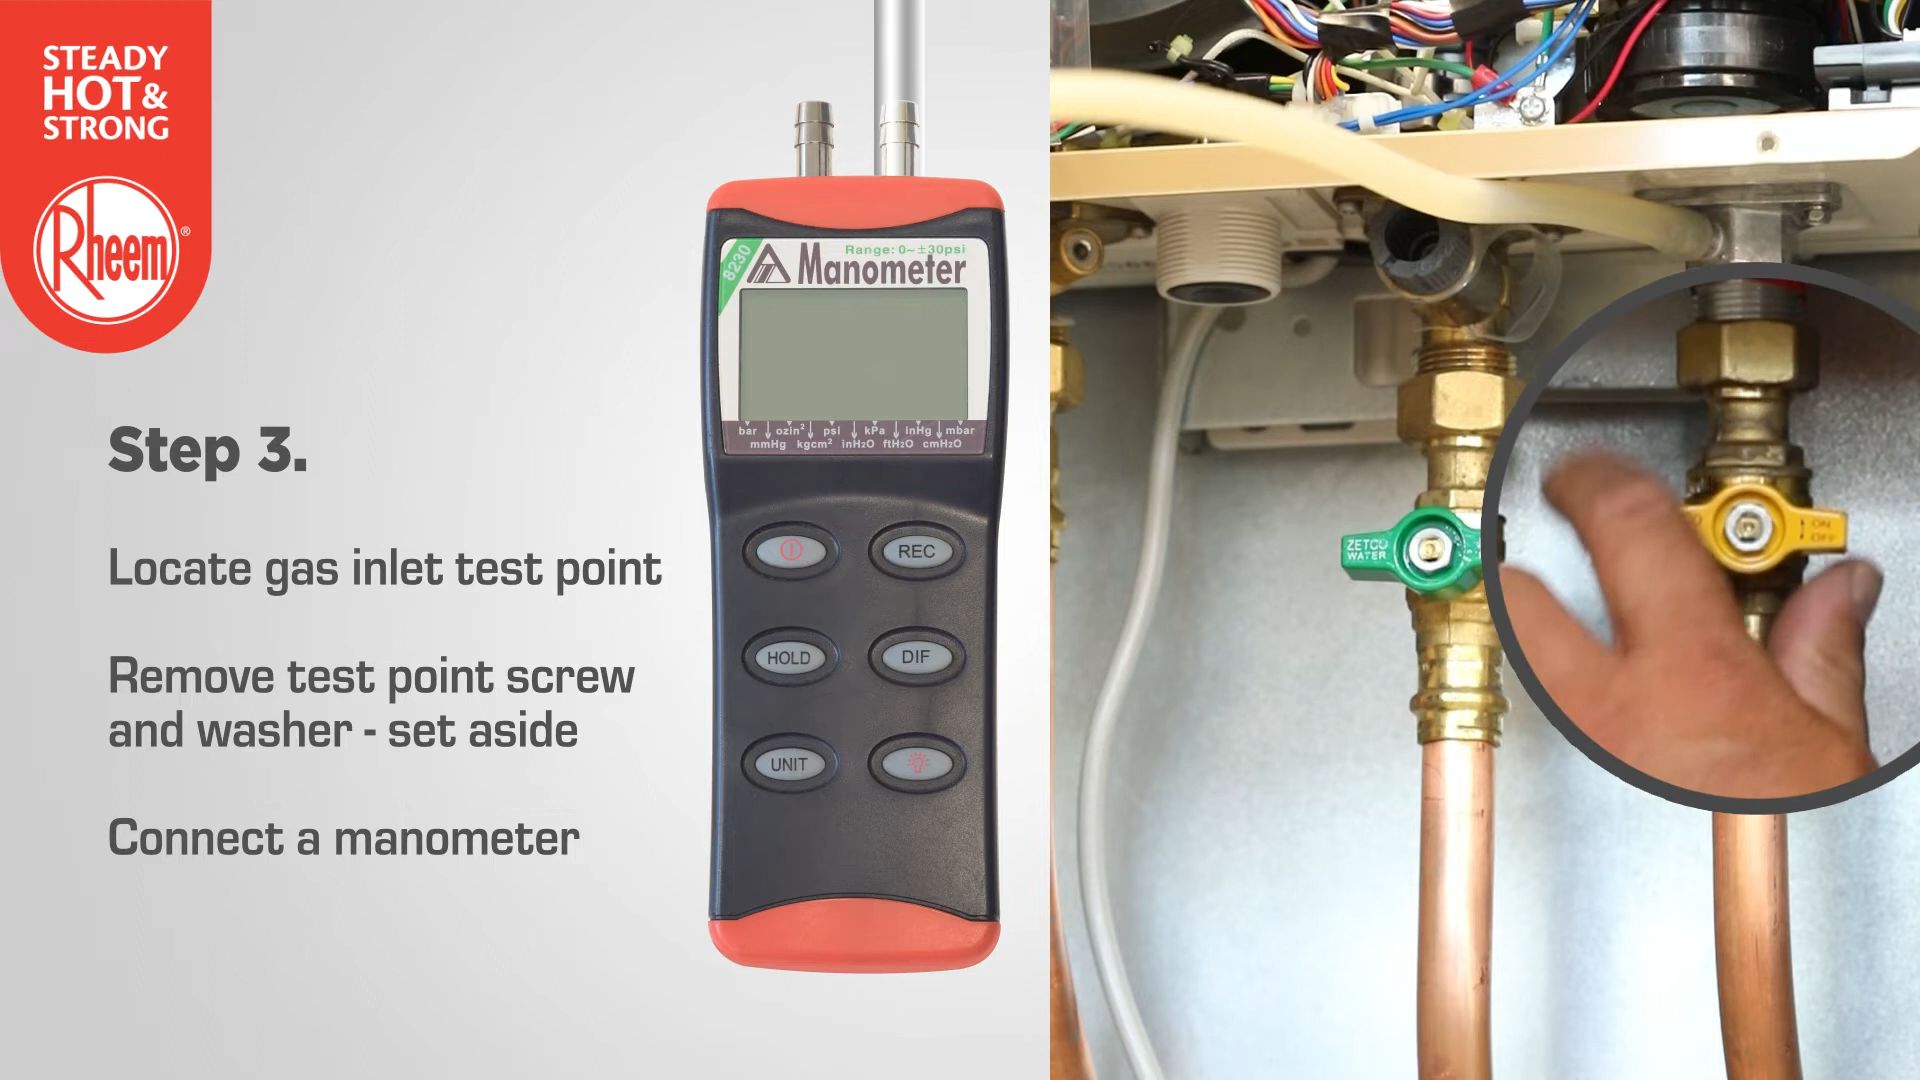 STEADY
HOT&
STRONG
Rheem®
Step 3.
Locate gas inlet test point
Remove test point screw
and washer - set aside
Connect a manometer
8230
Range: 0~±30psi
Manometer
bar ozin² psi kPa inHg mbar
mmHg kgcm² inH2O ftH2O cmH2O
REC
HOLD
DIF
UNIT
ZETCO
WATER
ON
OFF